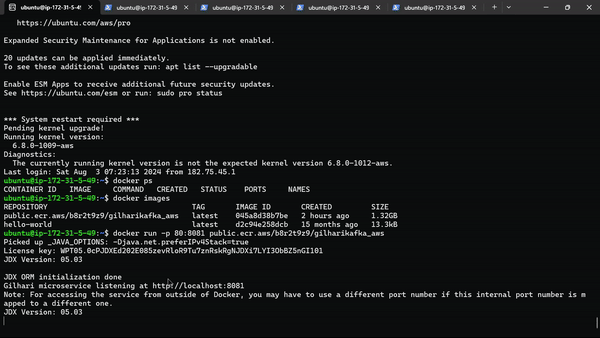 ubuntu@ip-172-31-5-49 ubuntu@ip-172-31-5-49 ubuntu@ip-172-31-5-49 ubuntu@ip-172-31-5-49 ubuntu@ip-172-31-5-49
https://ubuntu.com/aws/pro
Expanded Security Maintenance for Applications is not enabled.
20 updates can be applied immediately.
To see these additional updates run: apt list --upgradable
Enable ESM Apps to receive additional future security updates.
See https://ubuntu.com/esm or run: sudo pro status
*** System restart required ***
Pending kernel upgrade!
Running kernel version:
6.8.0-1009-aws
Diagnostics:
The currently running kernel version is not the expected kernel version 6.8.0-1012-aws.
Last login: Sat Aug  3 07:23:13 2024 from 182.75.45.1
ubuntu@ip-172-31-5-49:~$ docker ps
CONTAINER ID   IMAGE     COMMAND   CREATED   STATUS    PORTS     NAMES
ubuntu@ip-172-31-5-49:~$ docker images
REPOSITORY                               TAG       IMAGE ID       CREATED         SIZE
public.ecr.aws/b8r2t9z9/gilharikafka_aws   latest    045a8d38b7be   2 hours ago     1.32GB
hello-world                              latest    d2c94e258dcb   15 months ago   13.3kB
ubuntu@ip-172-31-5-49:~$ docker run -p 80:8081 public.ecr.aws/b8r2t9z9/gilharikafka_aws
Picked up _JAVA_OPTIONS: -Djava.net.preferIPv4Stack=true
License key: WPT05.0cPJDXEd202E085zevRloR9Tu7znRskRgNJDXi7LYI3ObBZ5nGI101
JDX Version: 05.03
JDX ORM initialization done
Gilhari microservice listening at http://localhost:8081
Note: For accessing the service from outside of Docker, you may have to use a different port number if this internal port number is m
apped to a different one.
JDX Version: 05.03